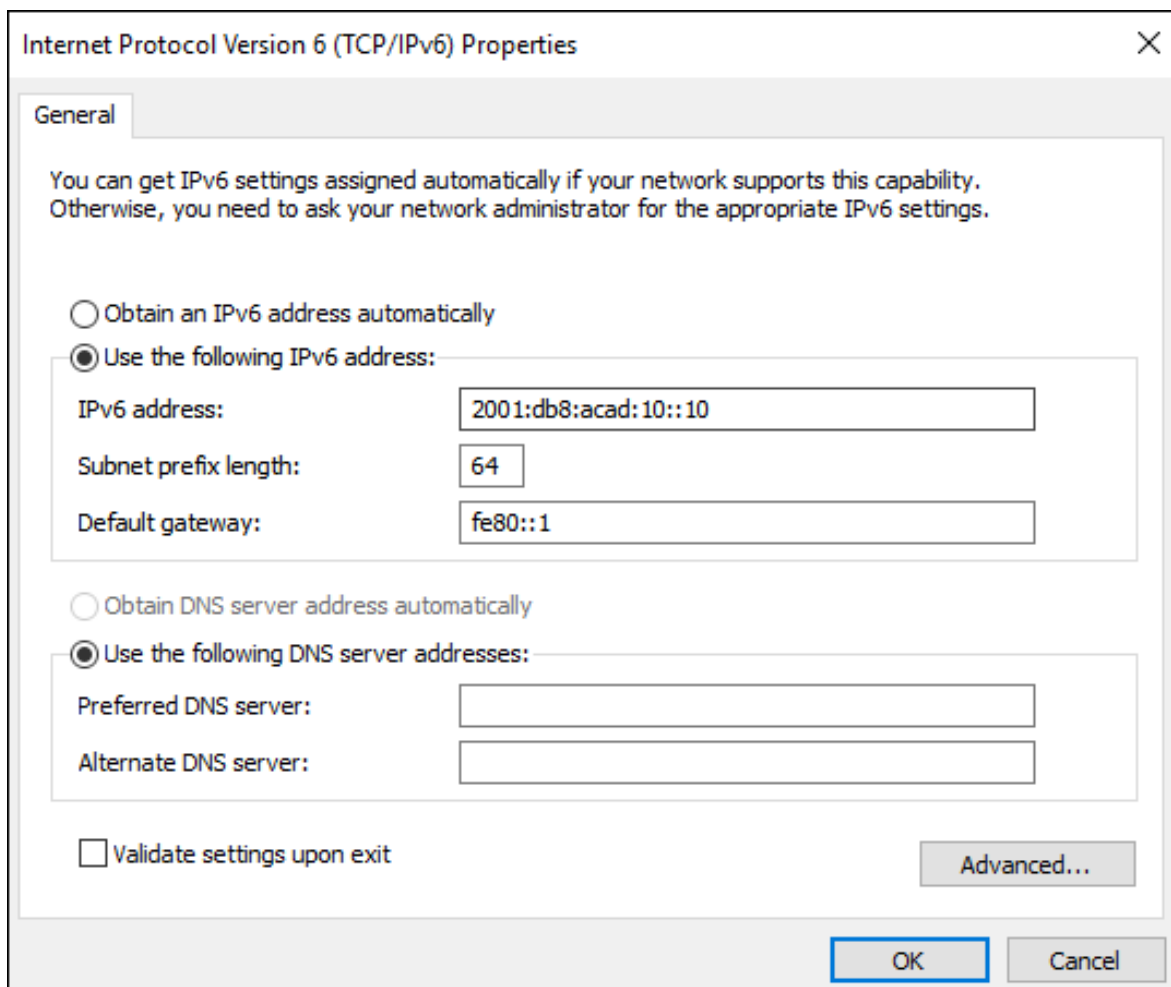 Internet Protocol Version 6 (TCP/IPv6) Properties
General
You can get IPv6 settings assigned automatically if your network supports this capability.
Otherwise, you need to ask your network administrator for the appropriate IPv6 settings.
Obtain an IPv6 address automatically
Use the following IPv6 address:
IPv6 address: 2001:db8:acad:10::10
Subnet prefix length: 64
Default gateway: fe80::1
Obtain DNS server address automatically
Use the following DNS server addresses:
Preferred DNS server:
Alternate DNS server:
Validate settings upon exit
Advanced...
OK Cancel